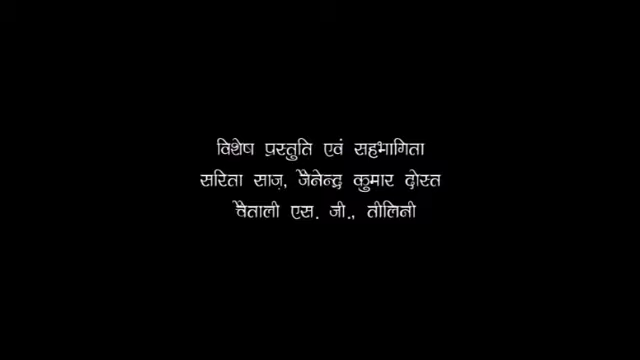 विशेष प्रस्तुति एवं सहभागिता
सरिता साज़, जैनेन्द्र कुमार दोस्त
चैताली एस. जी., तीलिनी